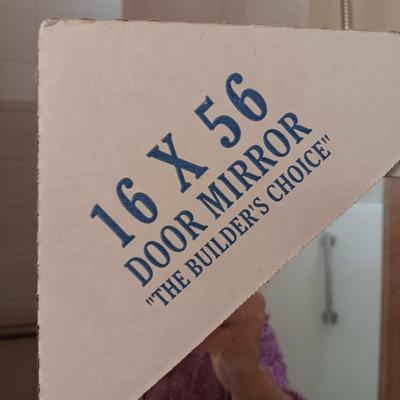 16 X 56
DOOR MIRROR
"THE BUILDER'S CHOICE"